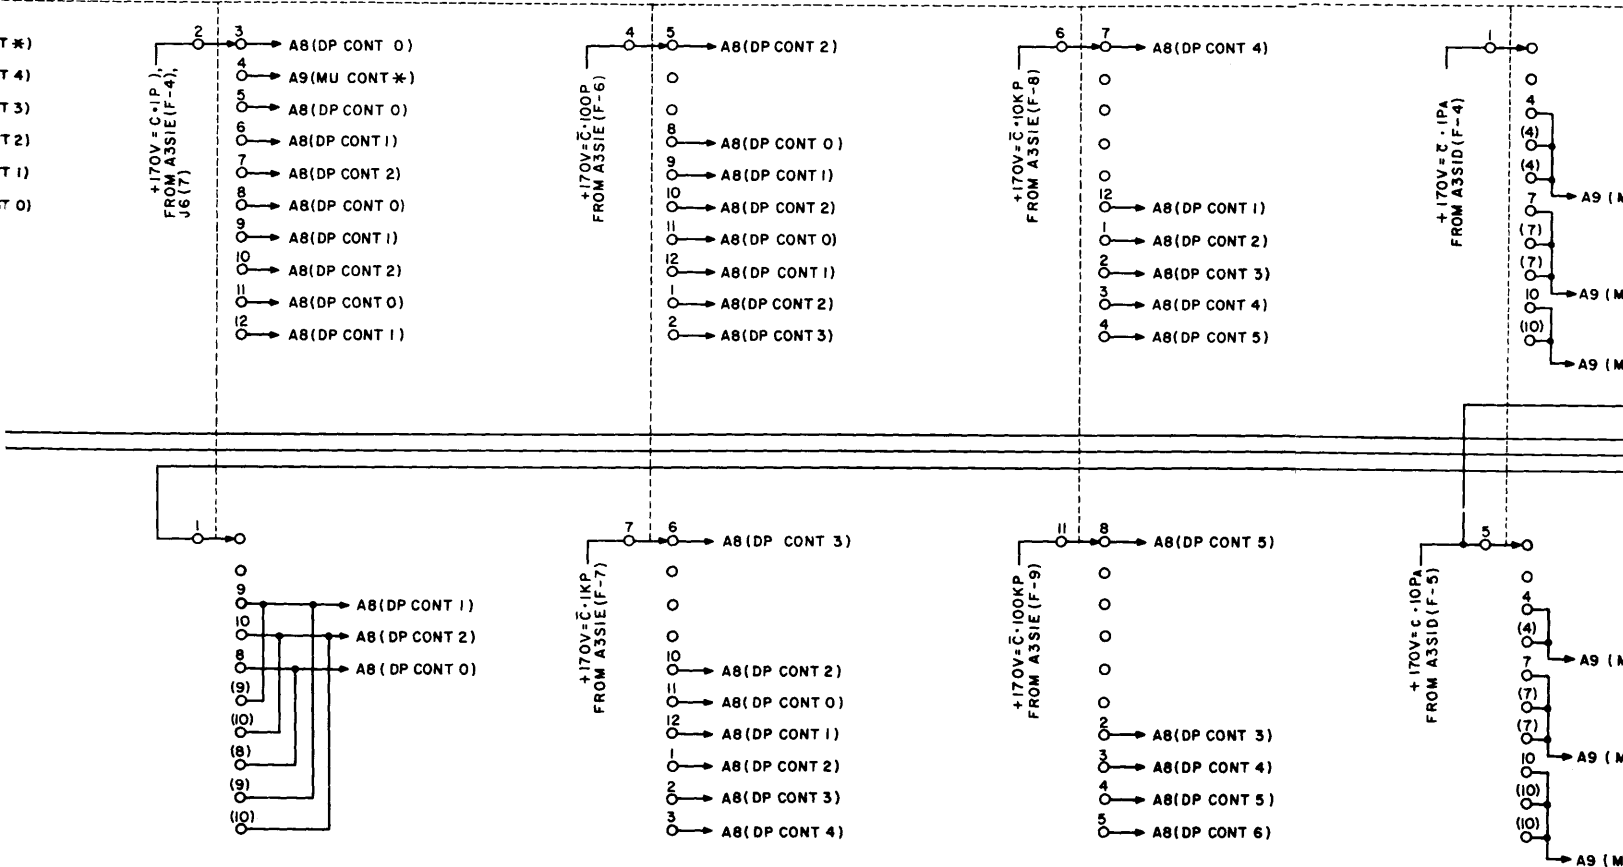 T *)
T 4)
T 3)
T 2)
T 1)
T 0)
+170V=C·1P),
FROM A3S1E(F-4),
J6(7)
2
3 A8(DP CONT 0)
4 A9(MU CONT *)
5 A8(DP CONT 0)
6 A8(DP CONT 1)
7 A8(DP CONT 2)
8 A8(DP CONT 0)
9 A8(DP CONT 1)
10 A8(DP CONT 2)
11 A8(DP CONT 0)
12 A8(DP CONT 1)
+170V=C̄·100P
FROM A3S1E(F-6)
4
5 A8(DP CONT 2)
8 A8(DP CONT 0)
9 A8(DP CONT 1)
10 A8(DP CONT 2)
11 A8(DP CONT 0)
12 A8(DP CONT 1)
1 A8(DP CONT 2)
2 A8(DP CONT 3)
+170V=C̄·10KP
FROM A3S1E(F-8)
6
7 A8(DP CONT 4)
12 A8(DP CONT 1)
1 A8(DP CONT 2)
2 A8(DP CONT 3)
3 A8(DP CONT 4)
4 A8(DP CONT 5)
+170V=C̄·1PA
FROM A3S1D(F-4)
1
4
(4)
(4)
A9 (M
7
(7)
(7)
A9 (M
10
(10)
A9 (M
1
9 A8(DP CONT 1)
10 A8(DP CONT 2)
8 A8(DP CONT 0)
(9)
(10)
(8)
(9)
(10)
+170V=C̄·1KP
FROM A3S1E(F-7)
7
6 A8(DP CONT 3)
10 A8(DP CONT 2)
11 A8(DP CONT 0)
12 A8(DP CONT 1)
1 A8(DP CONT 2)
2 A8(DP CONT 3)
3 A8(DP CONT 4)
+170V=C̄·100KP
FROM A3S1E(F-9)
11
8 A8(DP CONT 5)
2 A8(DP CONT 3)
3 A8(DP CONT 4)
4 A8(DP CONT 5)
5 A8(DP CONT 6)
+170V=C·10PA
FROM A3S1D(F-5)
5
4
(4)
A9 (M
7
(7)
(7)
A9 (M
10
(10)
(10)
A9 (M